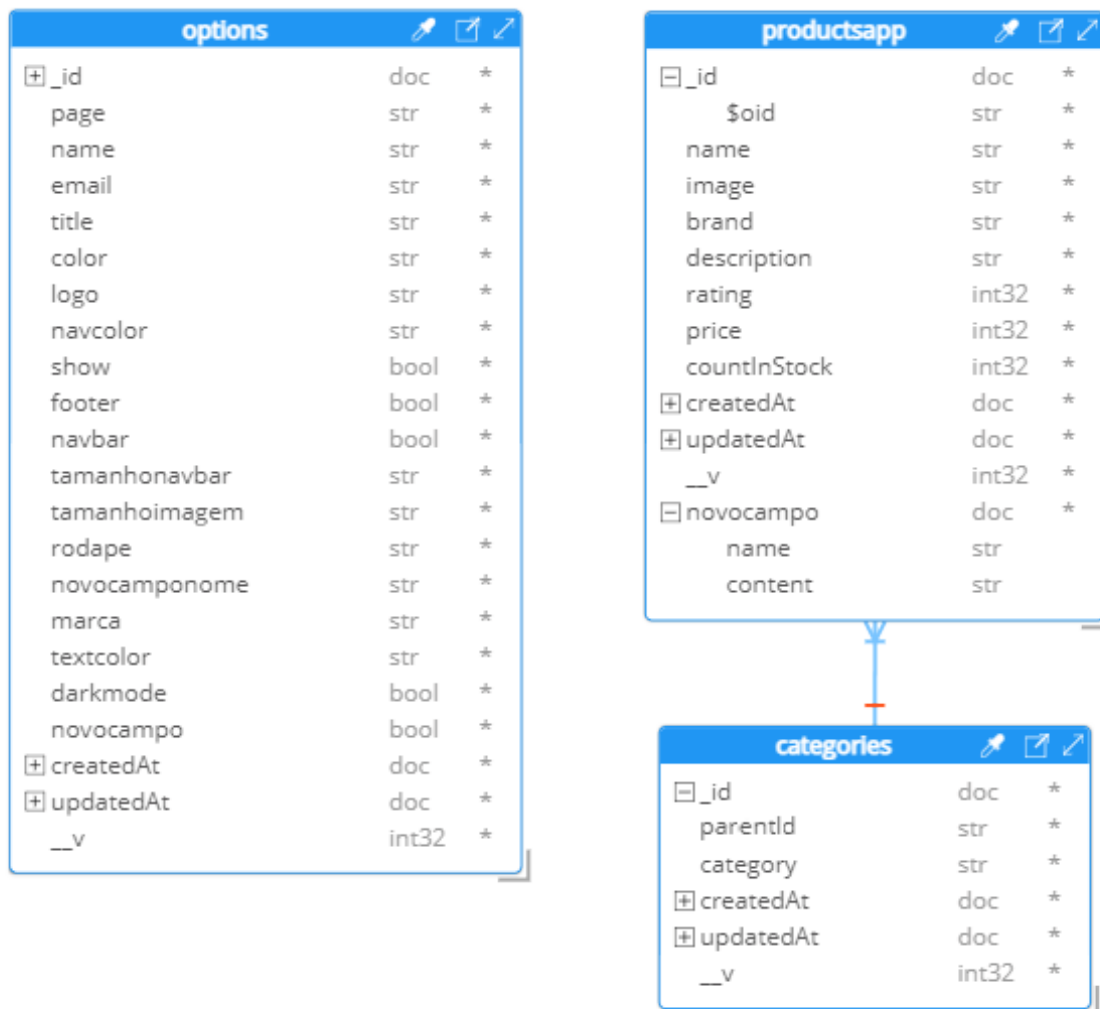 options
_id doc *
page str *
name str *
email str *
title str *
color str *
logo str *
navcolor str *
show bool *
footer bool *
navbar bool *
tamanhonavbar str *
tamanhoimagem str *
rodape str *
novocamponome str *
marca str *
textcolor str *
darkmode bool *
novocampo bool *
createdAt doc *
updatedAt doc *
__v int32 *
productsapp
_id doc *
$oid str *
name str *
image str *
brand str *
description str *
rating int32 *
price int32 *
countInStock int32 *
createdAt doc *
updatedAt doc *
__v int32 *
novocampo doc *
name str
content str
categories
_id doc *
parentId str *
category str *
createdAt doc *
updatedAt doc *
__v int32 *